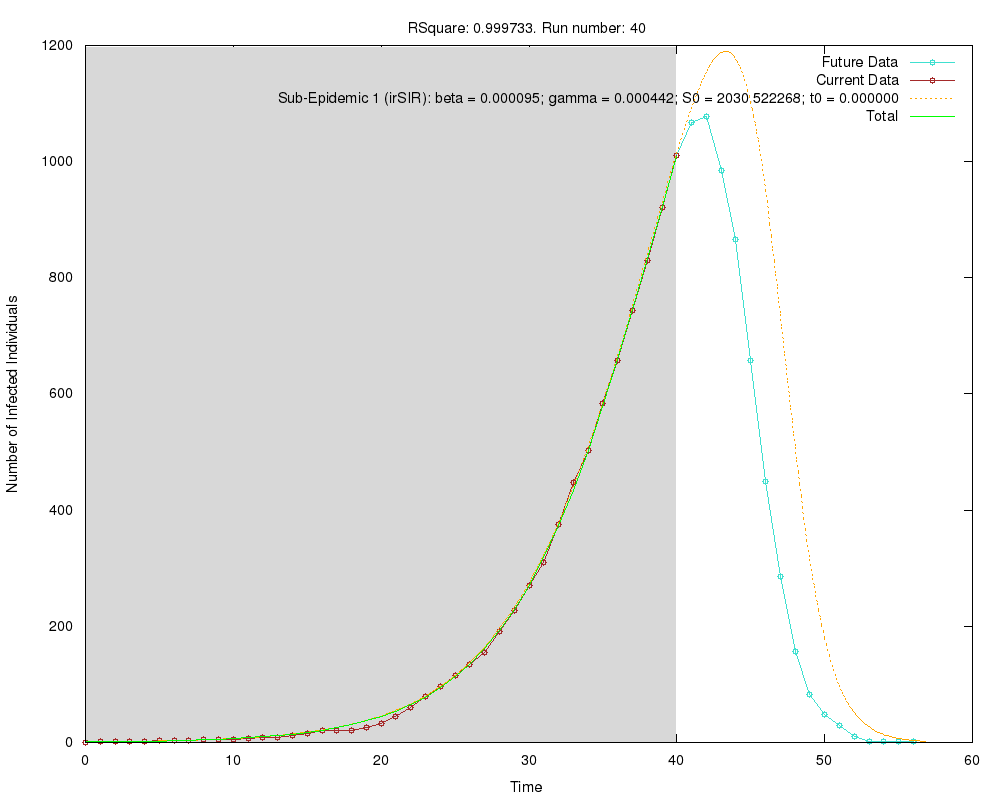 RSquare: 0.999733. Run number: 40
1200
1000
800
600
400
200
0
Number of Infected Individuals
Future Data
Current Data
Sub-Epidemic 1 (irSIR): beta = 0.000095; gamma = 0.000442; S0 = 2030.522268; t0 = 0.000000
Total
0 10 20 30 40 50 60
Time